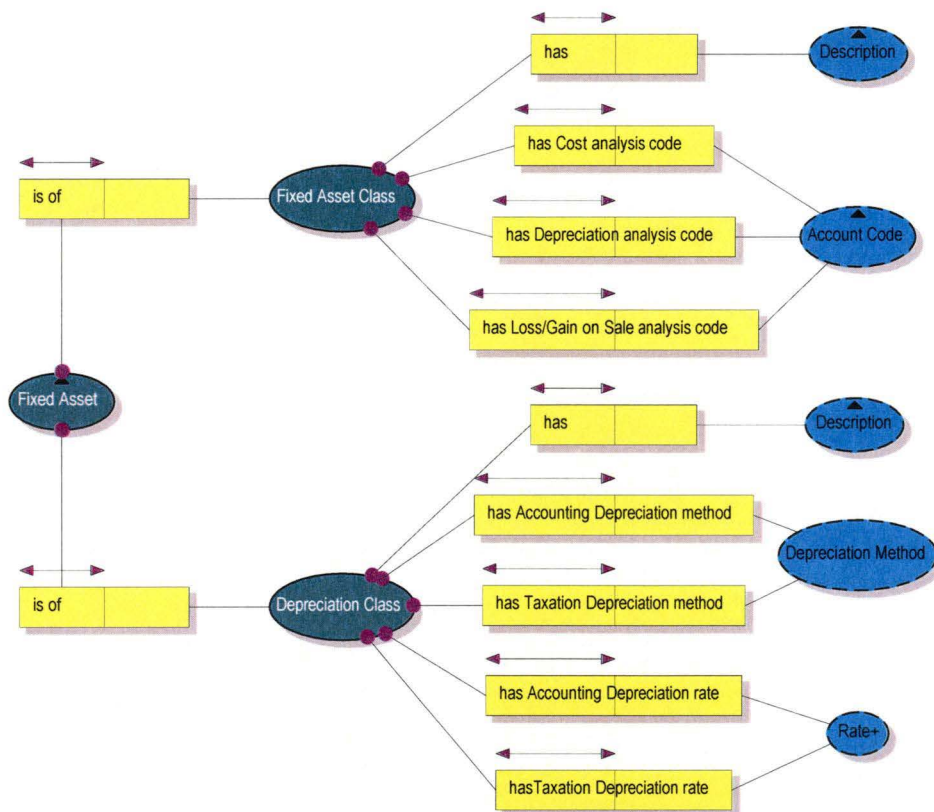 has
Description
has Cost analysis code
is of
Fixed Asset Class
has Depreciation analysis code
Account Code
has Loss/Gain on Sale analysis code
Fixed Asset
has
Description
has Accounting Depreciation method
Depreciation Method
is of
Depreciation Class
has Taxation Depreciation method
has Accounting Depreciation rate
Rate+
hasTaxation Depreciation rate